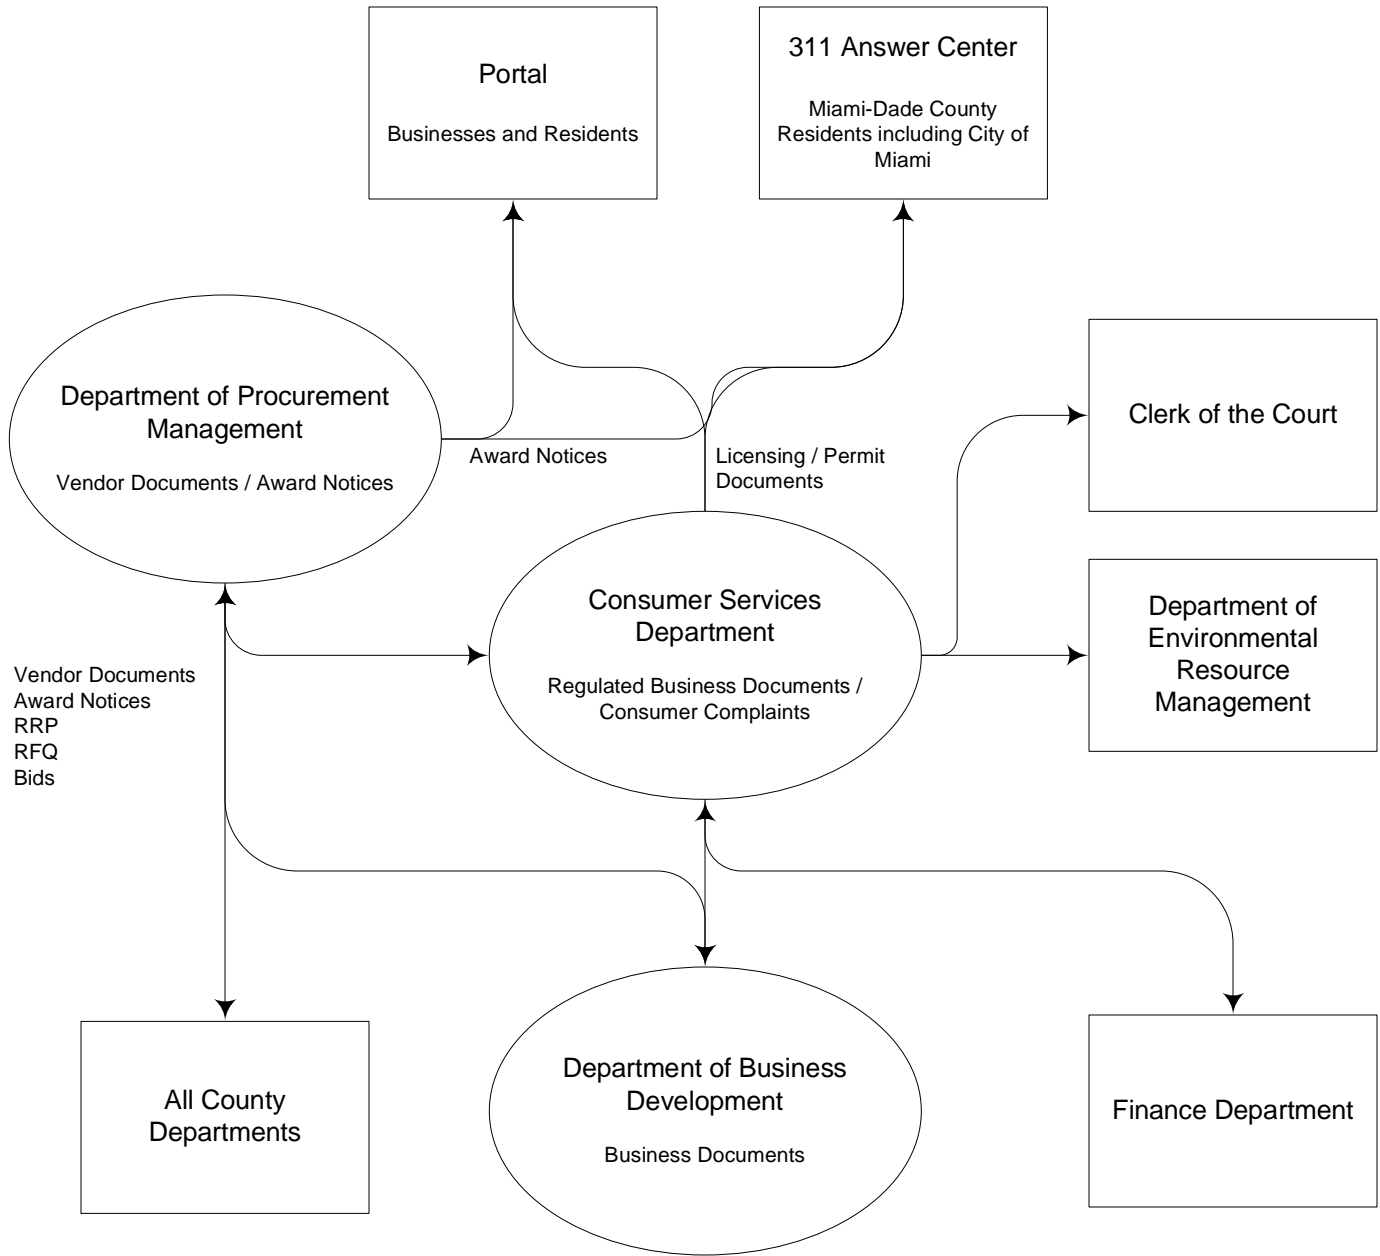 Portal
Businesses and Residents
311 Answer Center
Miami-Dade County
Residents including City of
Miami
Department of Procurement
Management
Vendor Documents / Award Notices
Award Notices
Licensing / Permit
Documents
Clerk of the Court
Consumer Services
Department
Regulated Business Documents /
Consumer Complaints
Department of
Environmental
Resource
Management
Vendor Documents
Award Notices
RRP
RFQ
Bids
All County
Departments
Department of Business
Development
Business Documents
Finance Department